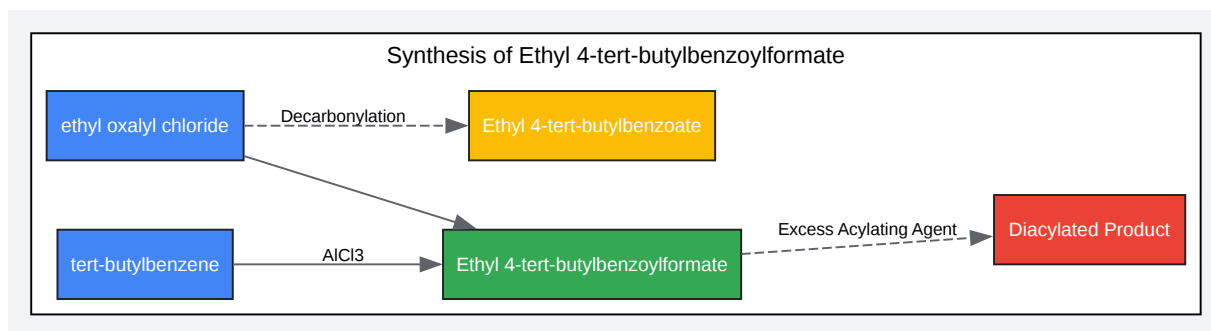 Synthesis of Ethyl 4-tert-butylbenzoylformate
ethyl oxalyl chloride
Decarbonylation
Ethyl 4-tert-butylbenzoate
tert-butylbenzene
AlCl3
Ethyl 4-tert-butylbenzoylformate
Excess Acylating Agent
Diacylated Product